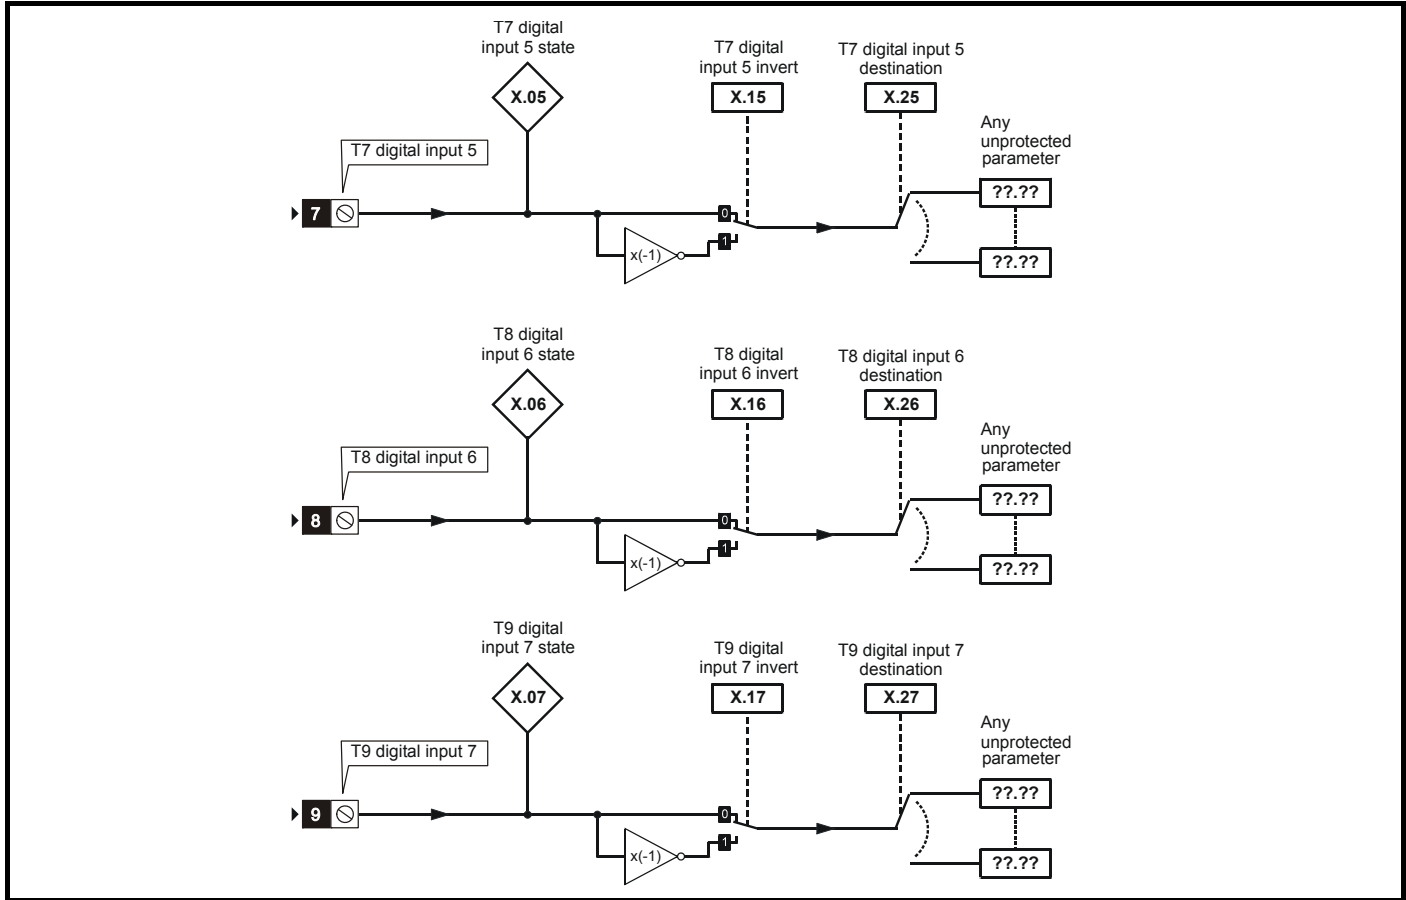 T7 digital
input 5 state
T7 digital
input 5 invert
T7 digital input 5
destination
X.05
X.15
X.25
Any
unprotected
parameter
T7 digital input 5
??.??
7
0
1
x(-1)
??.??
T8 digital
input 6 state
T8 digital
input 6 invert
T8 digital input 6
destination
X.06
X.16
X.26
Any
unprotected
parameter
T8 digital input 6
??.??
8
0
1
x(-1)
??.??
T9 digital
input 7 state
T9 digital
input 7 invert
T9 digital input 7
destination
X.07
X.17
X.27
Any
unprotected
parameter
T9 digital input 7
??.??
9
0
1
x(-1)
??.??